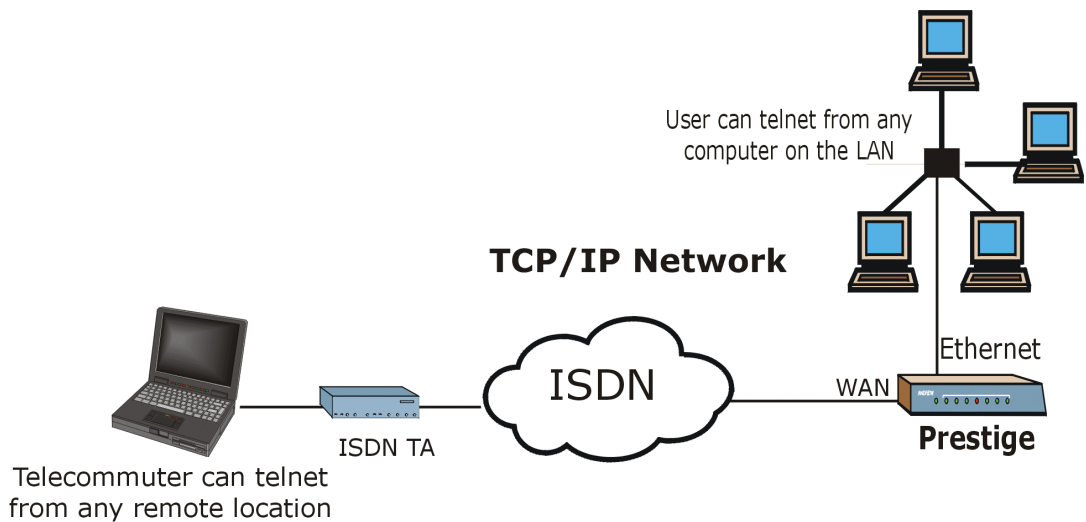 User can telnet from any
computer on the LAN
TCP/IP Network
Ethernet
ISDN
WAN
Prestige
ISDN TA
Telecommuter can telnet
from any remote location